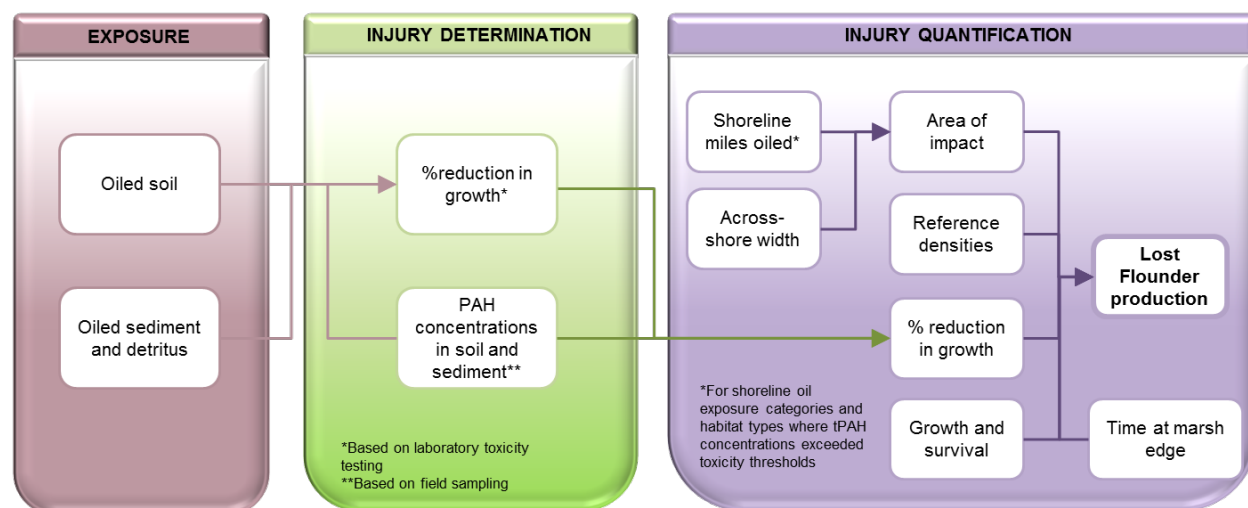 EXPOSURE
Oiled soil
Oiled sediment
and detritus
INJURY DETERMINATION
%reduction in
growth*
PAH
concentrations
in soil and
sediment**
*Based on laboratory toxicity
testing
**Based on field sampling
INJURY QUANTIFICATION
Shoreline
miles oiled*
Across-
shore width
Area of
impact
Reference
densities
% reduction
in growth
Growth and
survival
Lost
Flounder
production
Time at marsh
edge
*For shoreline oil
exposure categories and
habitat types where tPAH
concentrations exceeded
toxicity thresholds